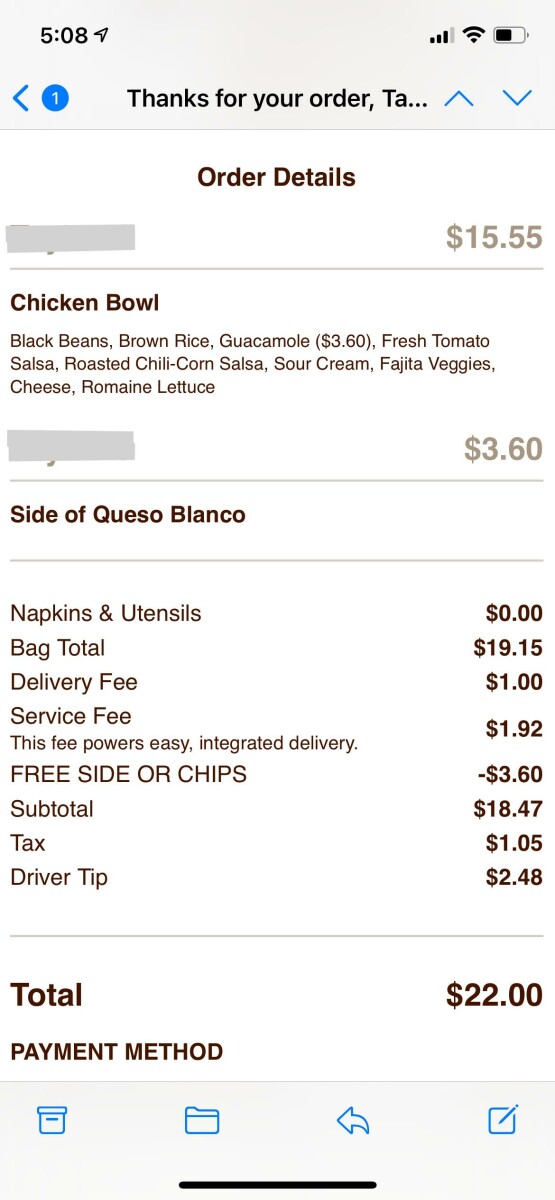 5:08
1
Thanks for your order, Ta...
Order Details
$15.55
Chicken Bowl
Black Beans, Brown Rice, Guacamole ($3.60), Fresh Tomato
Salsa, Roasted Chili-Corn Salsa, Sour Cream, Fajita Veggies,
Cheese, Romaine Lettuce
$3.60
Side of Queso Blanco
Napkins & Utensils $0.00
Bag Total $19.15
Delivery Fee $1.00
Service Fee $1.92
This fee powers easy, integrated delivery.
FREE SIDE OR CHIPS -$3.60
Subtotal $18.47
Tax $1.05
Driver Tip $2.48
Total $22.00
PAYMENT METHOD